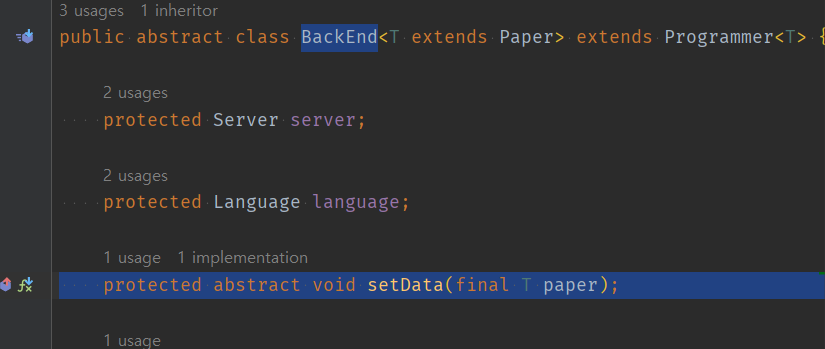 3 usages 1 inheritor
public abstract class BackEnd<T extends Paper> extends Programmer<T> {
2 usages
protected Server server;
2 usages
protected Language language;
1 usage 1 implementation
protected abstract void setData(final T paper);
1 usage